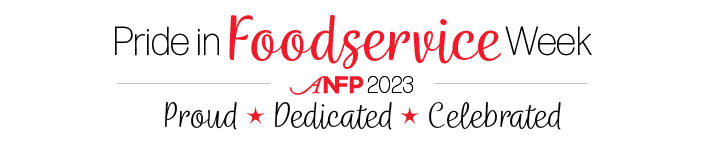 Pride in Foodservice Week
ANFP 2023
Proud ★ Dedicated ★ Celebrated